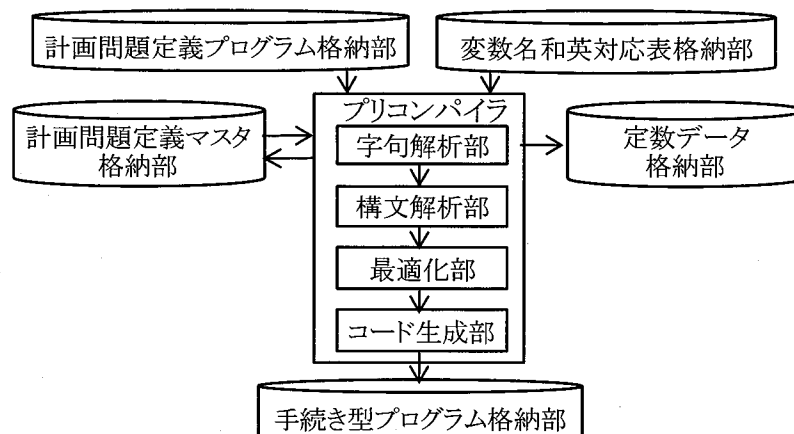 計画問題定義プログラム格納部
変数名和英対応表格納部
プリコンパイラ
計画問題定義マスタ
格納部
字句解析部
定数データ
格納部
構文解析部
最適化部
コード生成部
手続き型プログラム格納部